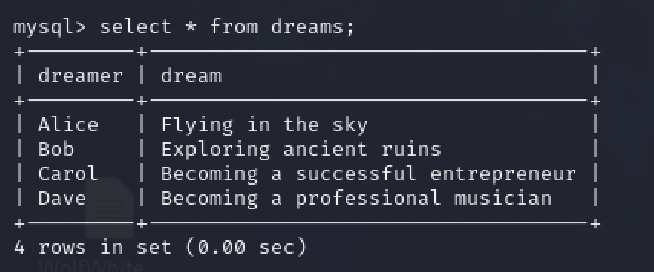 mysql> select * from dreams;
+---------+------------------------------------+
| dreamer | dream                              |
+---------+------------------------------------+
| Alice   | Flying in the sky                  |
| Bob     | Exploring ancient ruins            |
| Carol   | Becoming a successful entrepreneur |
| Dave    | Becoming a professional musician   |
+---------+------------------------------------+
4 rows in set (0.00 sec)
WolfWhite